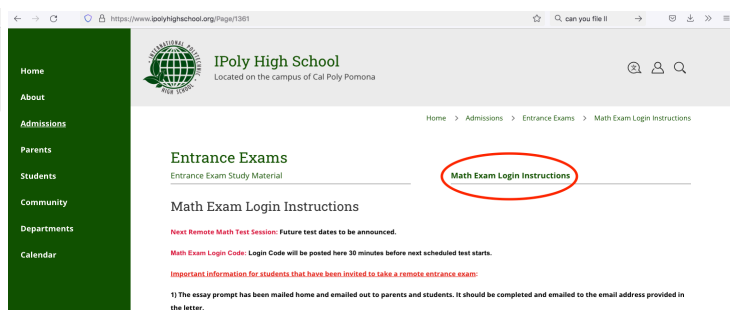 https://www.ipolyhighschool.org/Page/1361
can you file ll
INTERNATIONAL POLYTECHNIC
HIGH SCHOOL
IPoly High School
Located on the campus of Cal Poly Pomona
Home
About
Admissions
Parents
Students
Community
Departments
Calendar
Home > Admissions > Entrance Exams > Math Exam Login Instructions
Entrance Exams
Entrance Exam Study Material
Math Exam Login Instructions
Math Exam Login Instructions
Next Remote Math Test Session: Future test dates to be announced.
Math Exam Login Code: Login Code will be posted here 30 minutes before next scheduled test starts.
Important information for students that have been invited to take a remote entrance exam:
1) The essay prompt has been mailed home and emailed out to parents and students. It should be completed and emailed to the email address provided in
the letter.